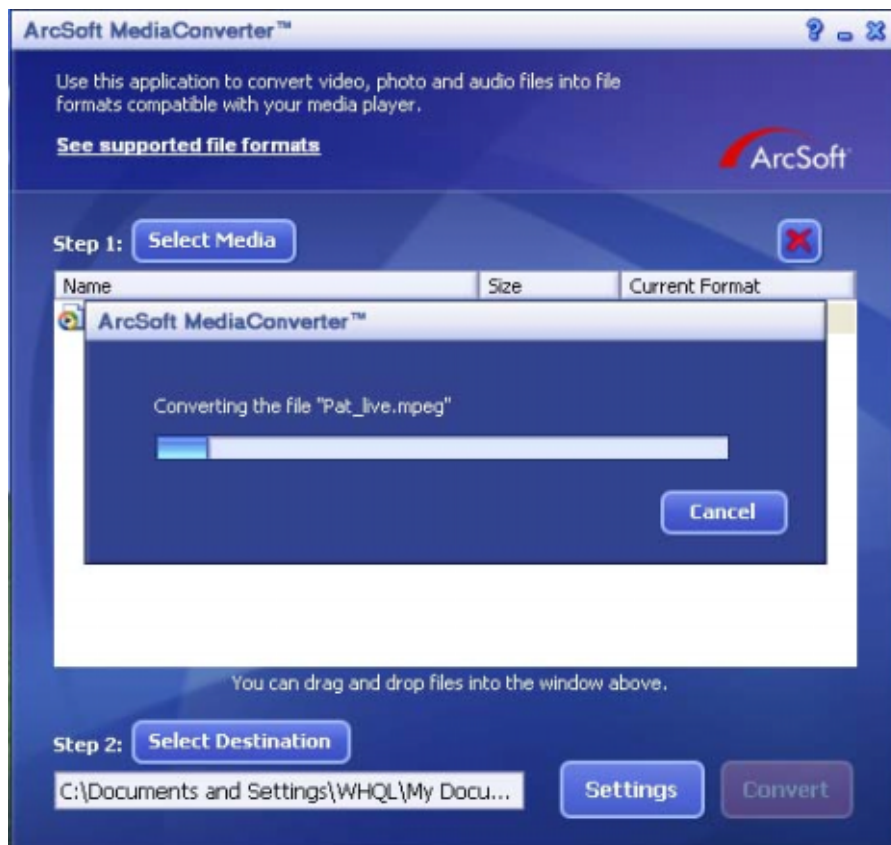 ArcSoft MediaConverter™
Use this application to convert video, photo and audio files into file
formats compatible with your media player.
See supported file formats
ArcSoft
Step 1: Select Media
Name Size Current Format
ArcSoft MediaConverter™
Converting the file "Pat_live.mpeg"
Cancel
You can drag and drop files into the window above.
Step 2: Select Destination
C:\Documents and Settings\WHQL\My Docu...
Settings Convert